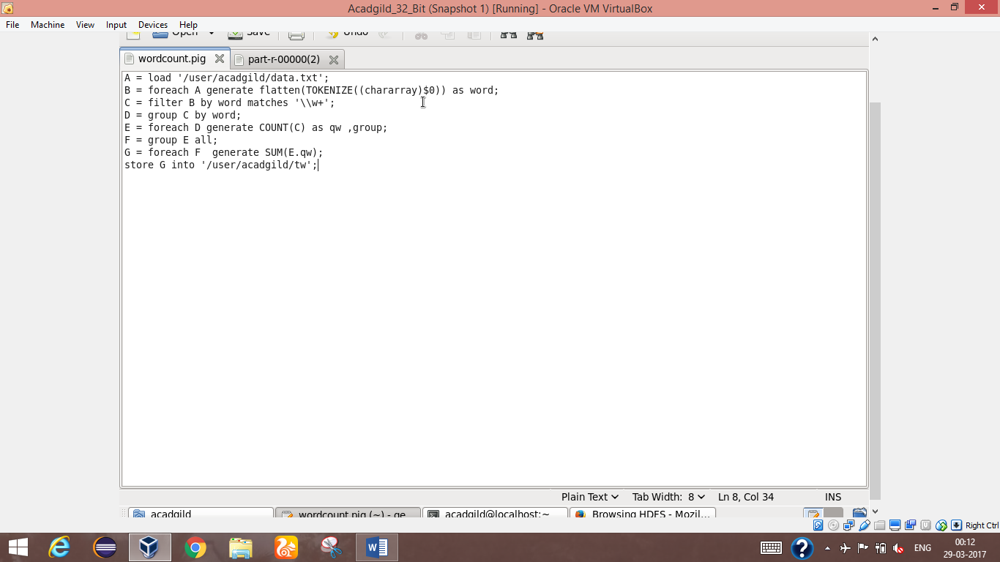 Acadgild_32_Bit (Snapshot 1) [Running] - Oracle VM VirtualBox
File Machine View Input Devices Help
Open Save Undo
wordcount.pig part-r-00000(2)
A = load '/user/acadgild/data.txt';
B = foreach A generate flatten(TOKENIZE((chararray)$0)) as word;
C = filter B by word matches '\\w+';
D = group C by word;
E = foreach D generate COUNT(C) as qw ,group;
F = group E all;
G = foreach F  generate SUM(E.qw);
store G into '/user/acadgild/tw';
Plain Text Tab Width: 8 Ln 8, Col 34 INS
acadgild wordcount.pig (~) - ge... acadgild@localhost:~ Browsing HDFS - Mozil...
Right Ctrl
ENG 00:12
29-03-2017